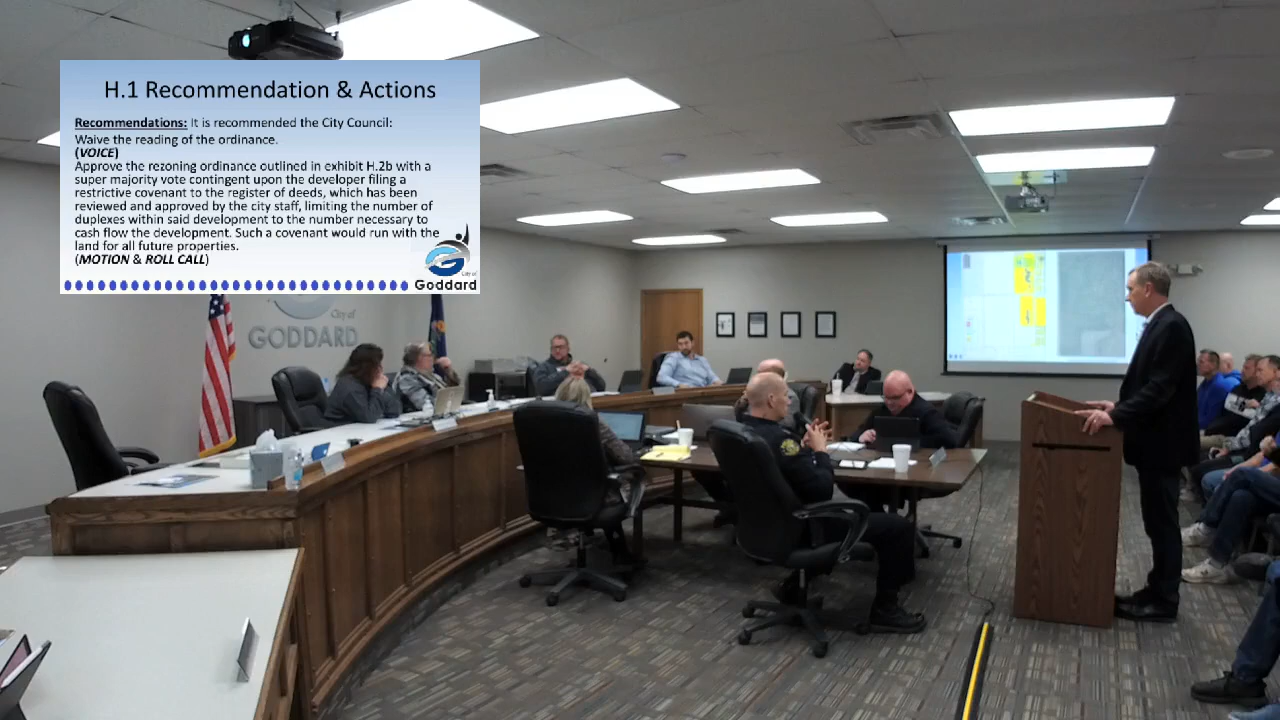 H.1 Recommendation & Actions
Recommendations: It is recommended the City Council:
Waive the reading of the ordinance.
(VOICE)
Approve the rezoning ordinance outlined in exhibit H.2b with a
super majority vote contingent upon the developer filing a
restrictive covenant to the register of deeds, which has been
reviewed and approved by the city staff, limiting the number of
duplexes within said development to the number necessary to
cash flow the development. Such a covenant would run with the
land for all future properties.
(MOTION & ROLL CALL)
City of
Goddard
City of
GODDARD